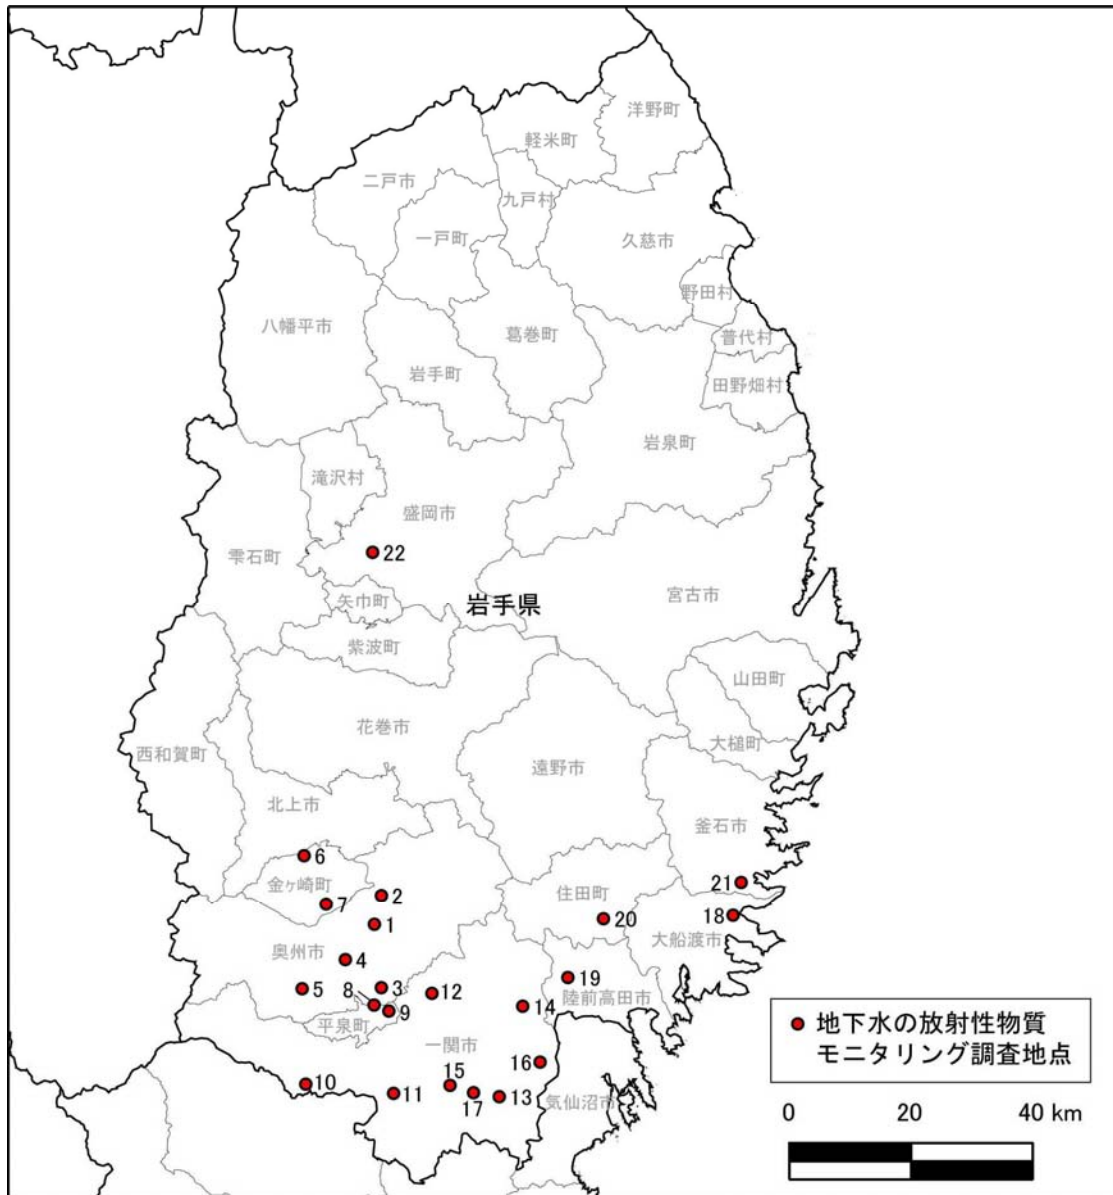 洋野町
軽米町
二戸市
九戸村
一戸町
久慈市
野田村
八幡平市
葛巻町
普代村
岩手町
田野畑村
岩泉町
滝沢村
盛岡市
雫石町
22
矢巾町
岩手県
宮古市
紫波町
山田町
花巻市
大槌町
西和賀町
遠野市
北上市
釜石市
6
金ヶ崎町
住田町
21
2
7
18
20
1
大船渡市
奥州市
4
19
5
3
12
8
陸前高田市
14
9
平泉町
一関市
16
10
15
11
17
13
気仙沼市
地下水の放射性物質
モニタリング調査地点
0 20 40 km